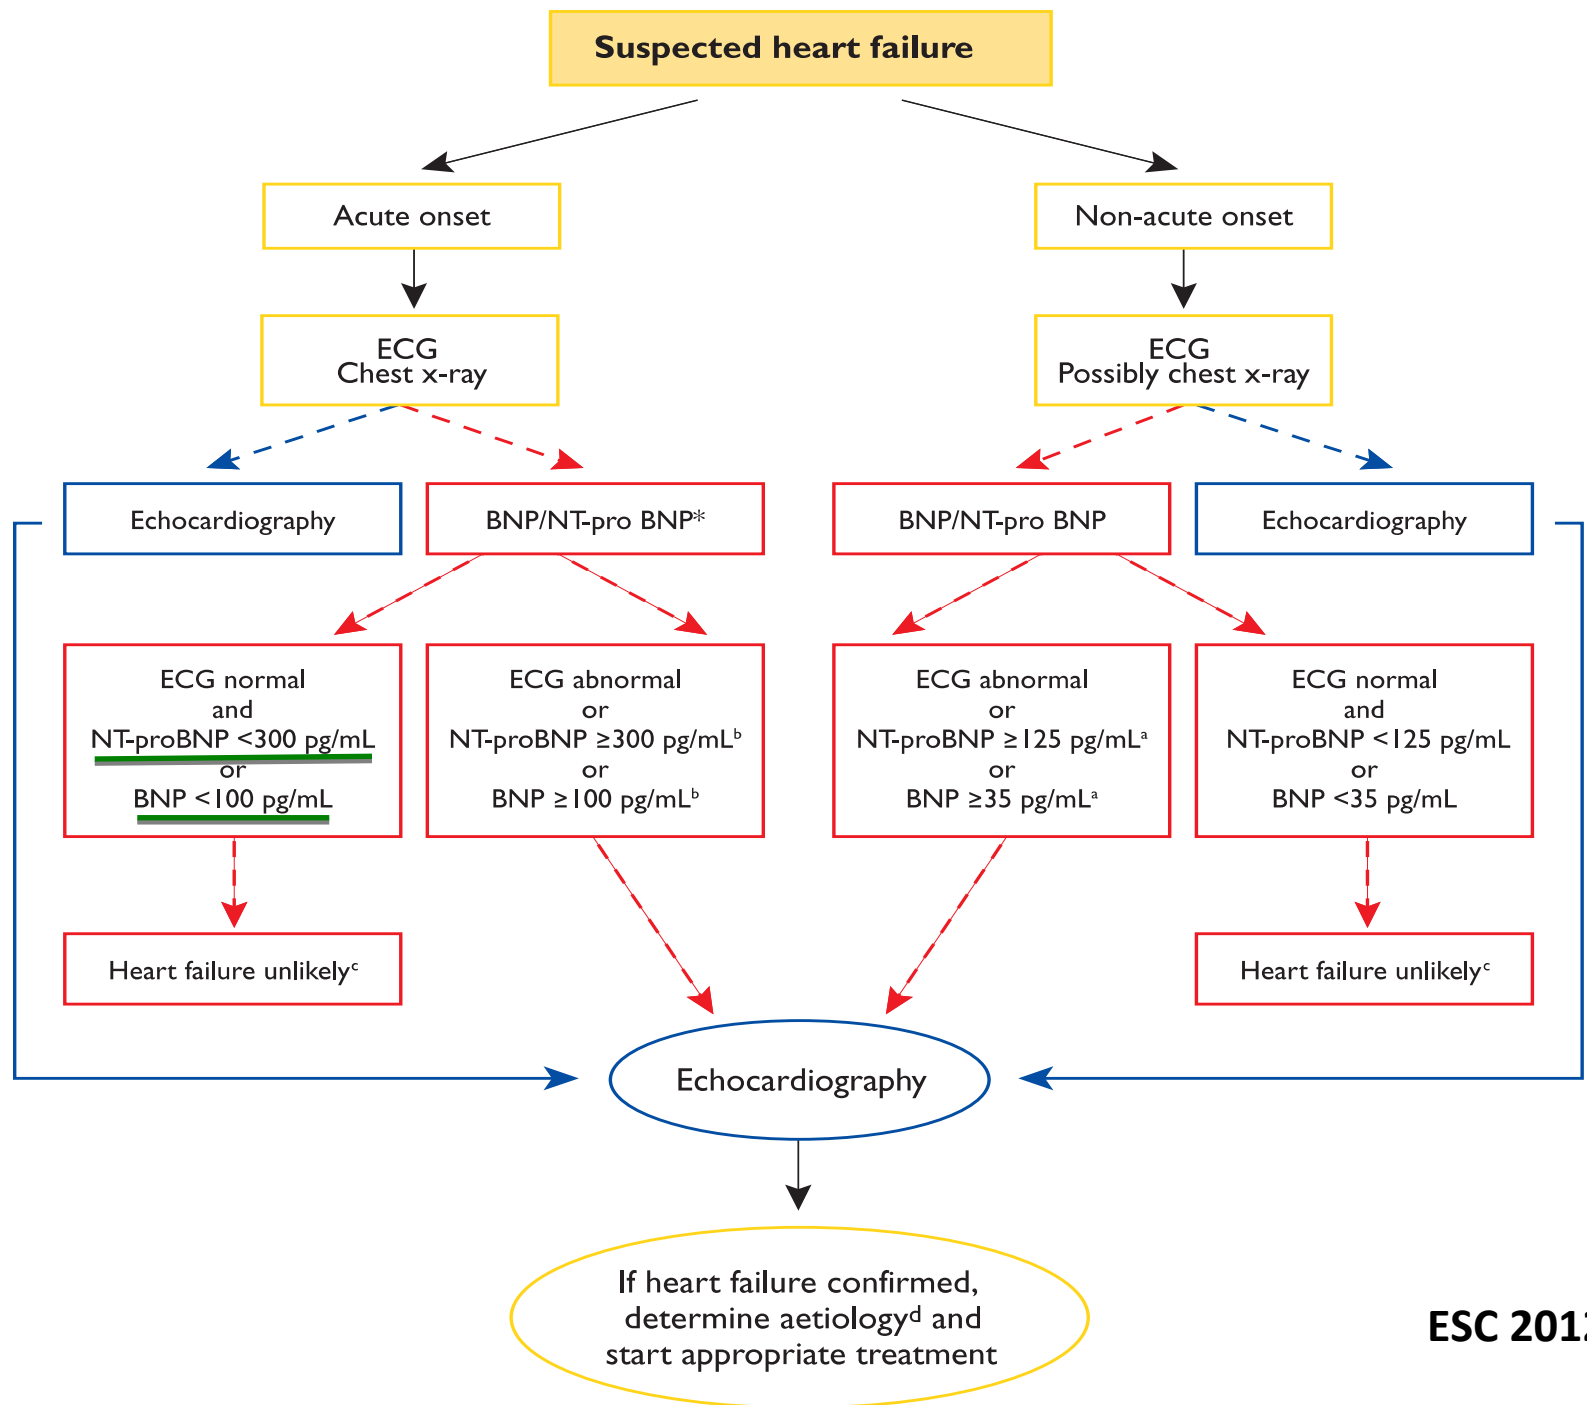 Suspected heart failure
Acute onset
Non-acute onset
ECG
Chest x-ray
ECG
Possibly chest x-ray
Echocardiography
BNP/NT-pro BNP*
BNP/NT-pro BNP
Echocardiography
ECG normal
and
NT-proBNP <300 pg/mL
or
BNP <100 pg/mL
ECG abnormal
or
NT-proBNP ≥300 pg/mLᵇ
or
BNP ≥100 pg/mLᵇ
ECG abnormal
or
NT-proBNP ≥125 pg/mLᵃ
or
BNP ≥35 pg/mLᵃ
ECG normal
and
NT-proBNP <125 pg/mL
or
BNP <35 pg/mL
Heart failure unlikelyᶜ
Heart failure unlikelyᶜ
Echocardiography
If heart failure confirmed,
determine aetiologyᵈ and
start appropriate treatment
ESC 2012